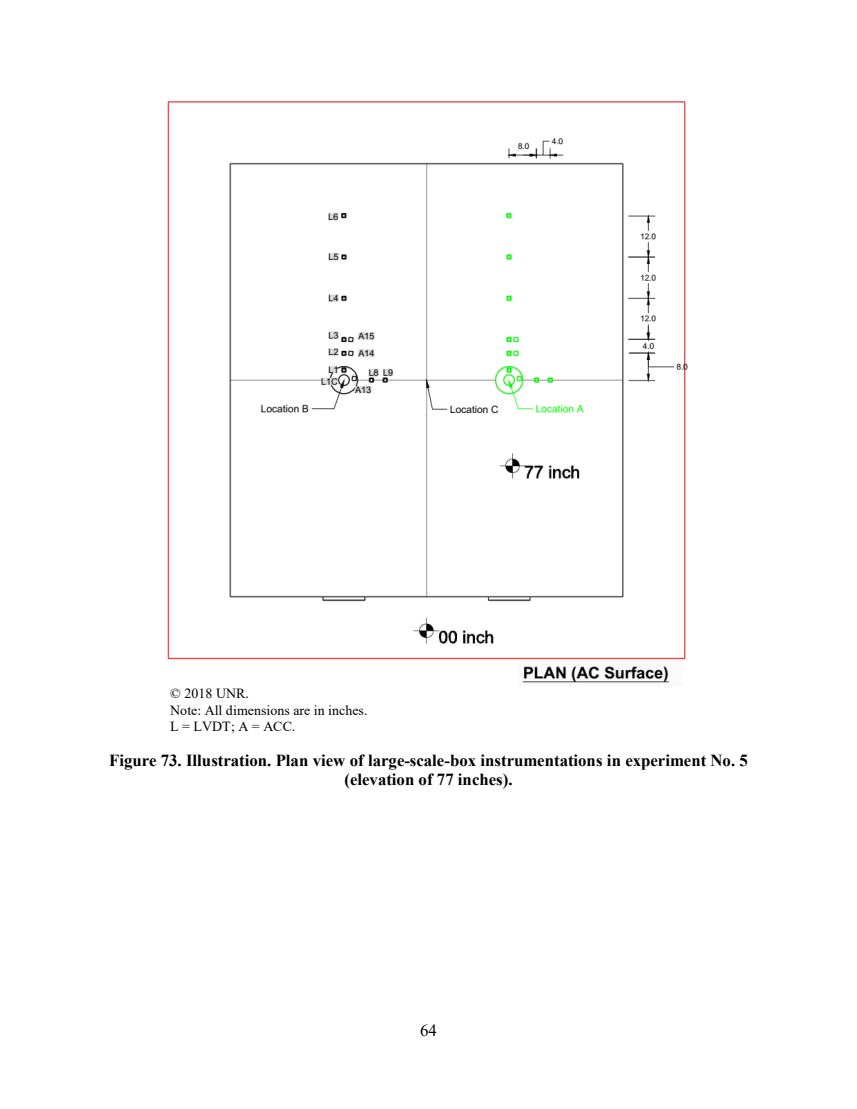 8.0
4.0
L6
12.0
L5
12.0
L4
12.0
L3 A15
4.0
L2 A14
8.0
L1
7
L8 L9
L1C
A13
Location B
Location C
Location A
77 inch
00 inch
PLAN (AC Surface)
© 2018 UNR.
Note: All dimensions are in inches.
L = LVDT; A = ACC.
Figure 73. Illustration. Plan view of large-scale-box instrumentations in experiment No. 5
(elevation of 77 inches).
64